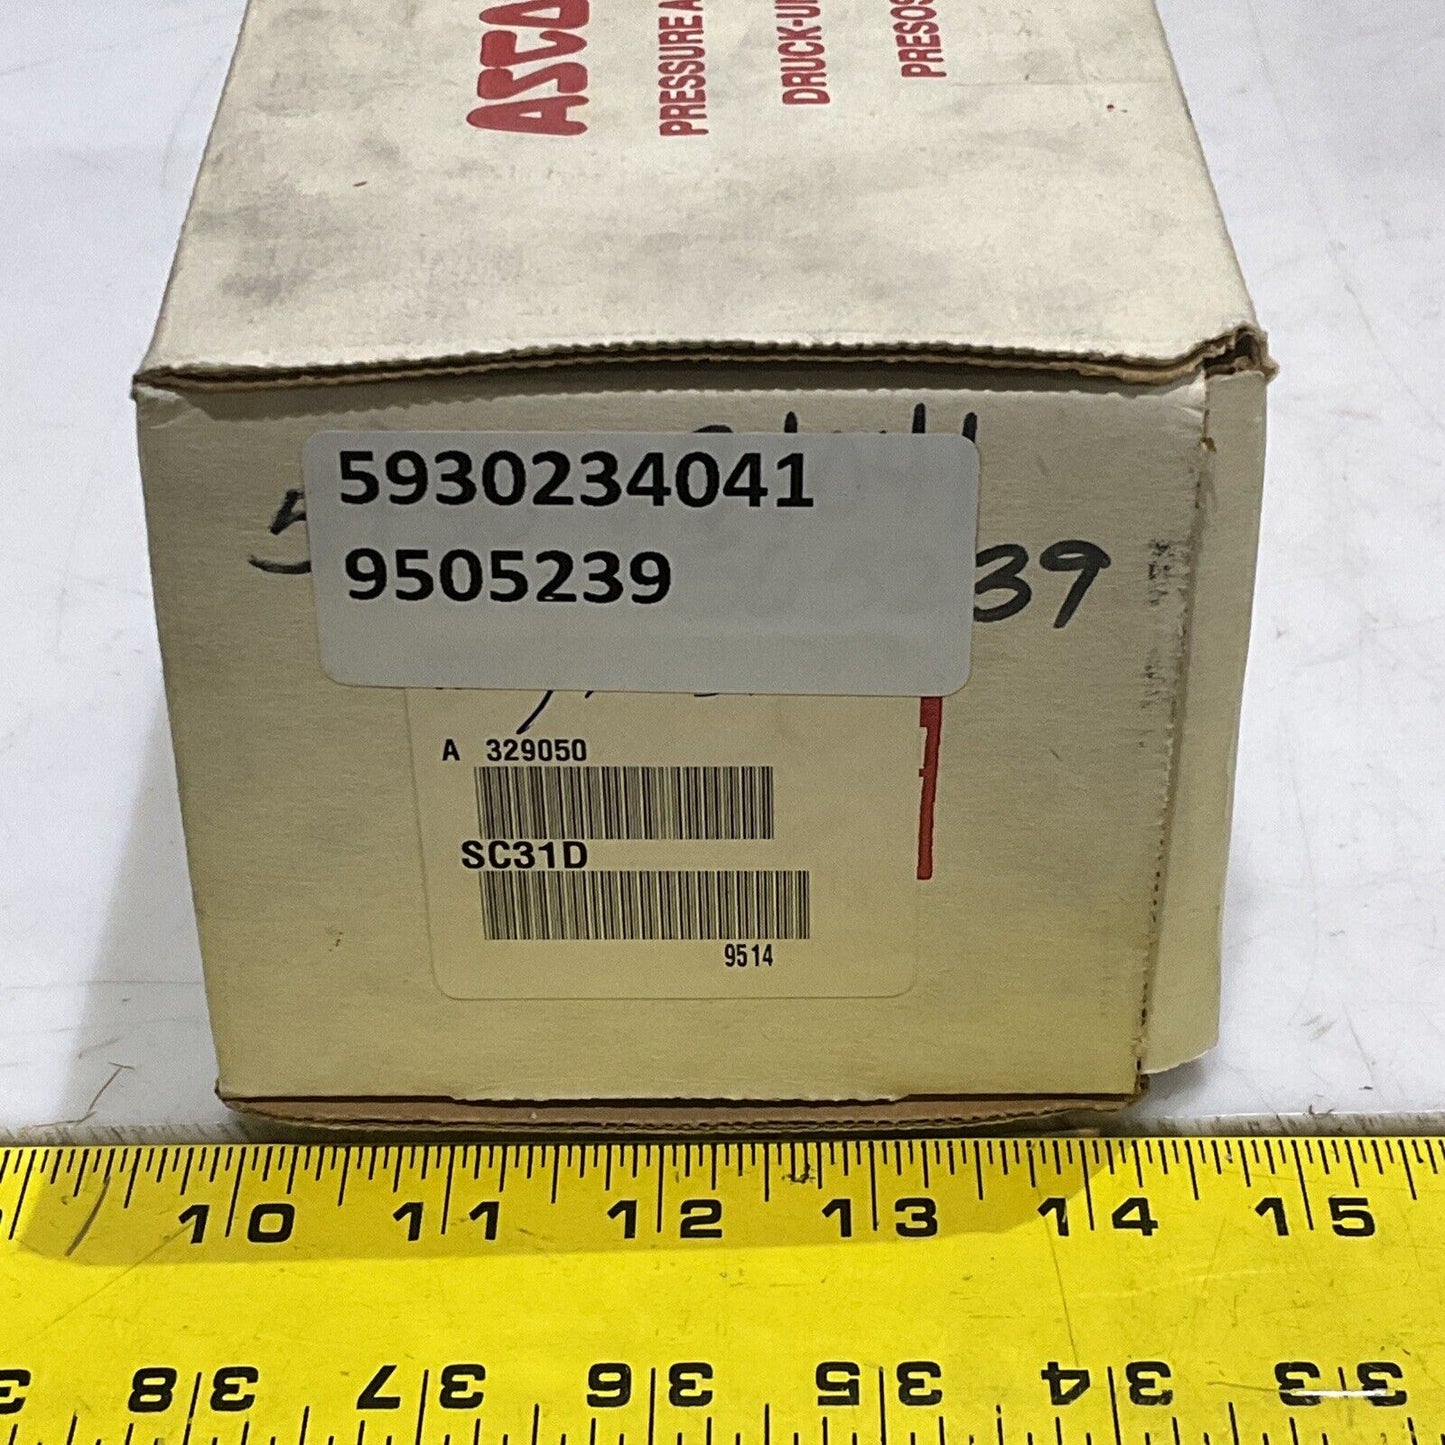 ASCO
PRESSURE A
DRUCK-U
PRESOS
5930234041
9505239
5
39
A 329050
SC31D
9514
10 11 12 13 14 15
38 37 36 35 34 33